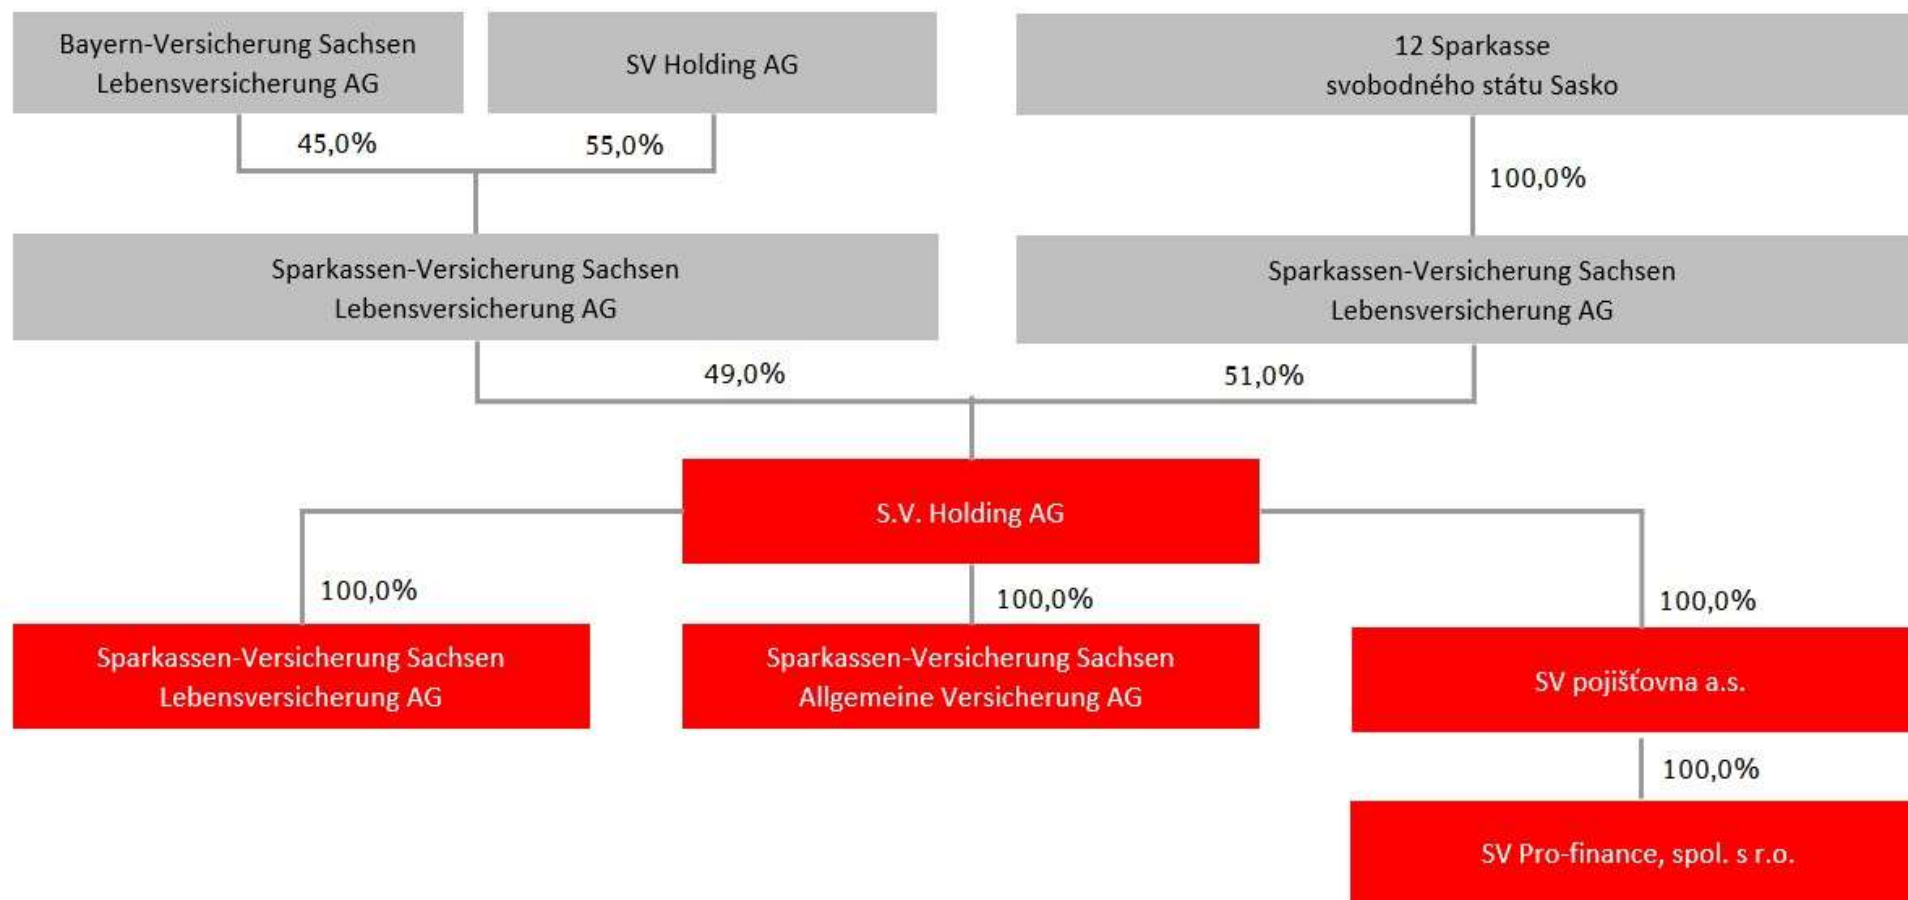 Bayern-Versicherung Sachsen
Lebensversicherung AG
SV Holding AG
12 Sparkasse
svobodného státu Sasko
45,0%
55,0%
100,0%
Sparkassen-Versicherung Sachsen
Lebensversicherung AG
Sparkassen-Versicherung Sachsen
Lebensversicherung AG
49,0%
51,0%
S.V. Holding AG
100,0%
100,0%
100,0%
Sparkassen-Versicherung Sachsen
Lebensversicherung AG
Sparkassen-Versicherung Sachsen
Allgemeine Versicherung AG
SV pojišťovna a.s.
100,0%
SV Pro-finance, spol. s r.o.